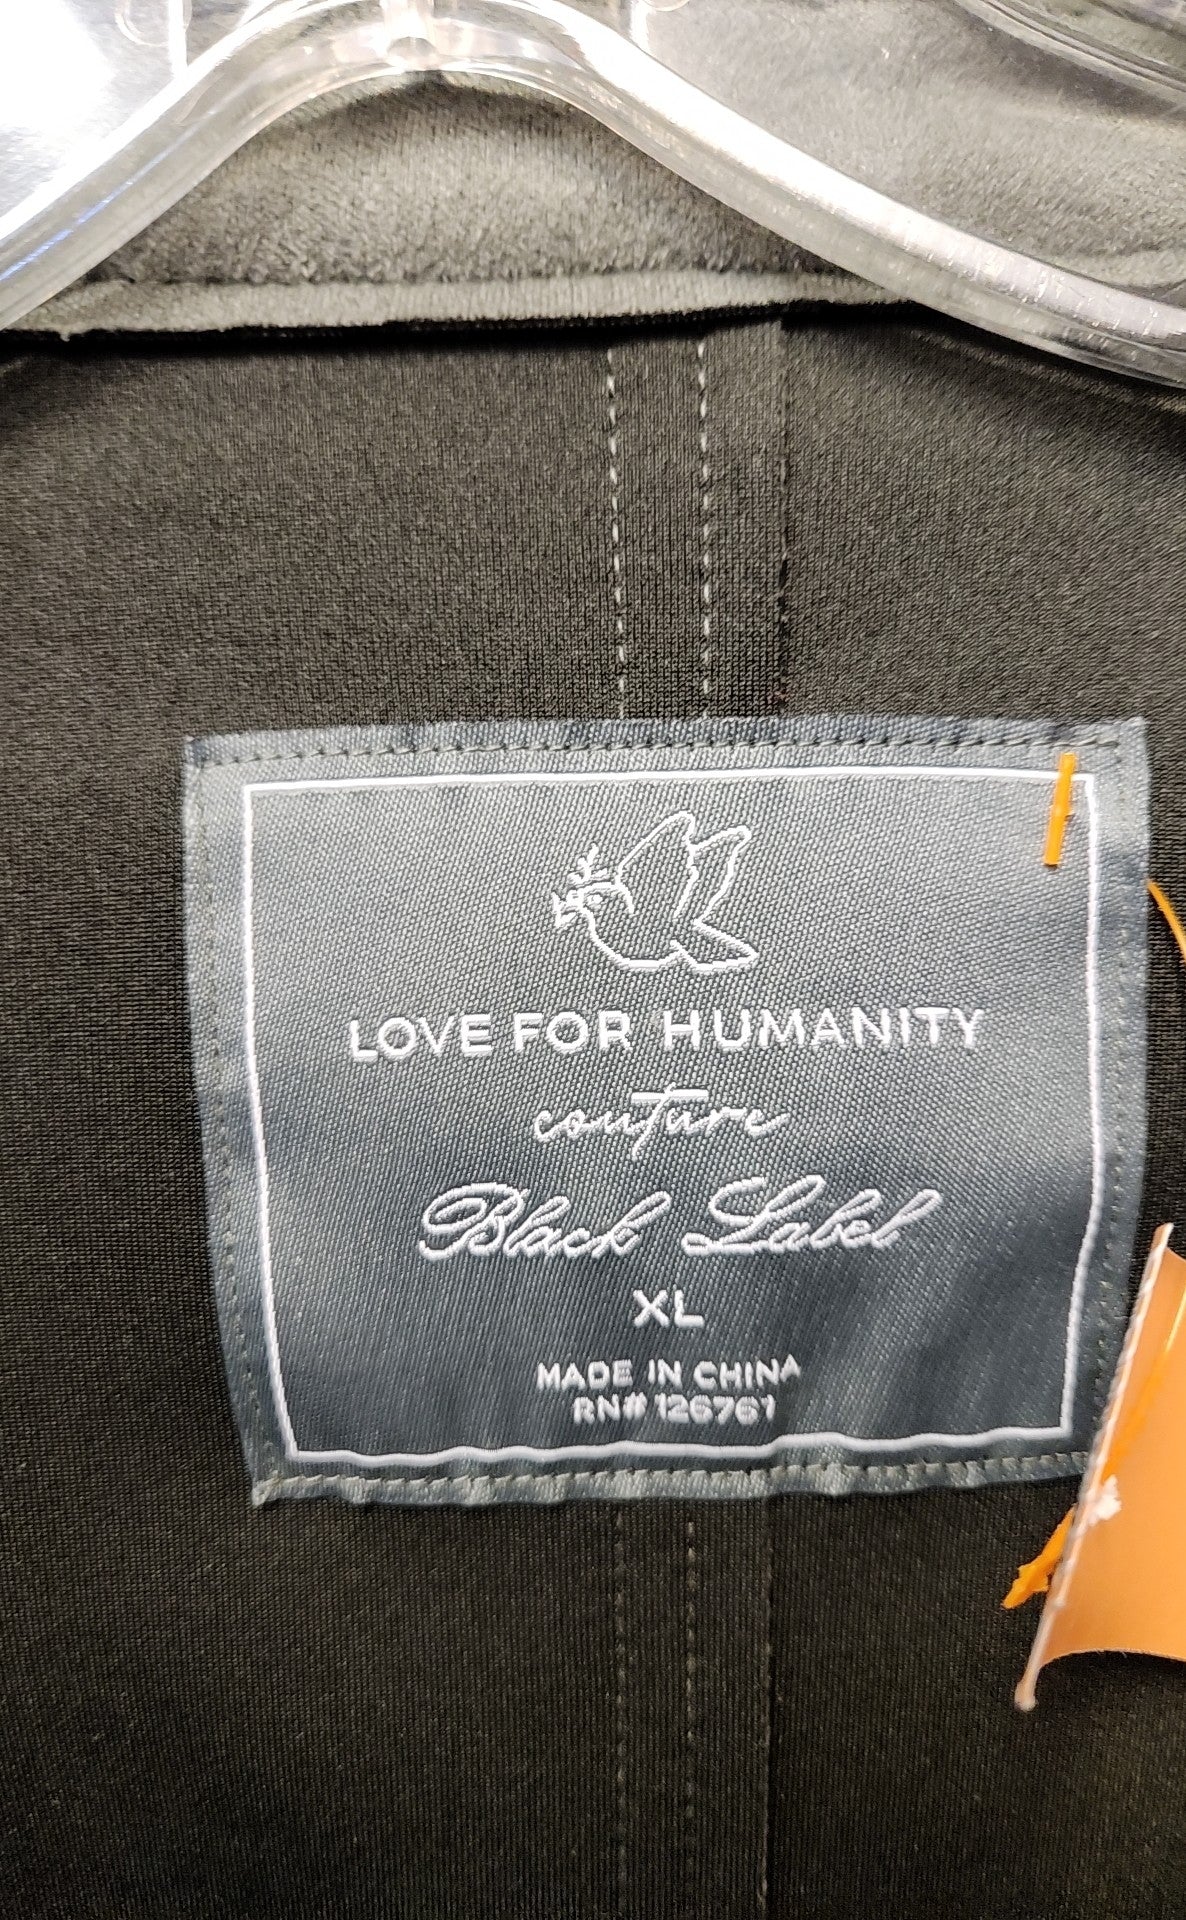 LOVE FOR HUMANITY
couture
Black Label
XL
MADE IN CHINA
RN# 126761